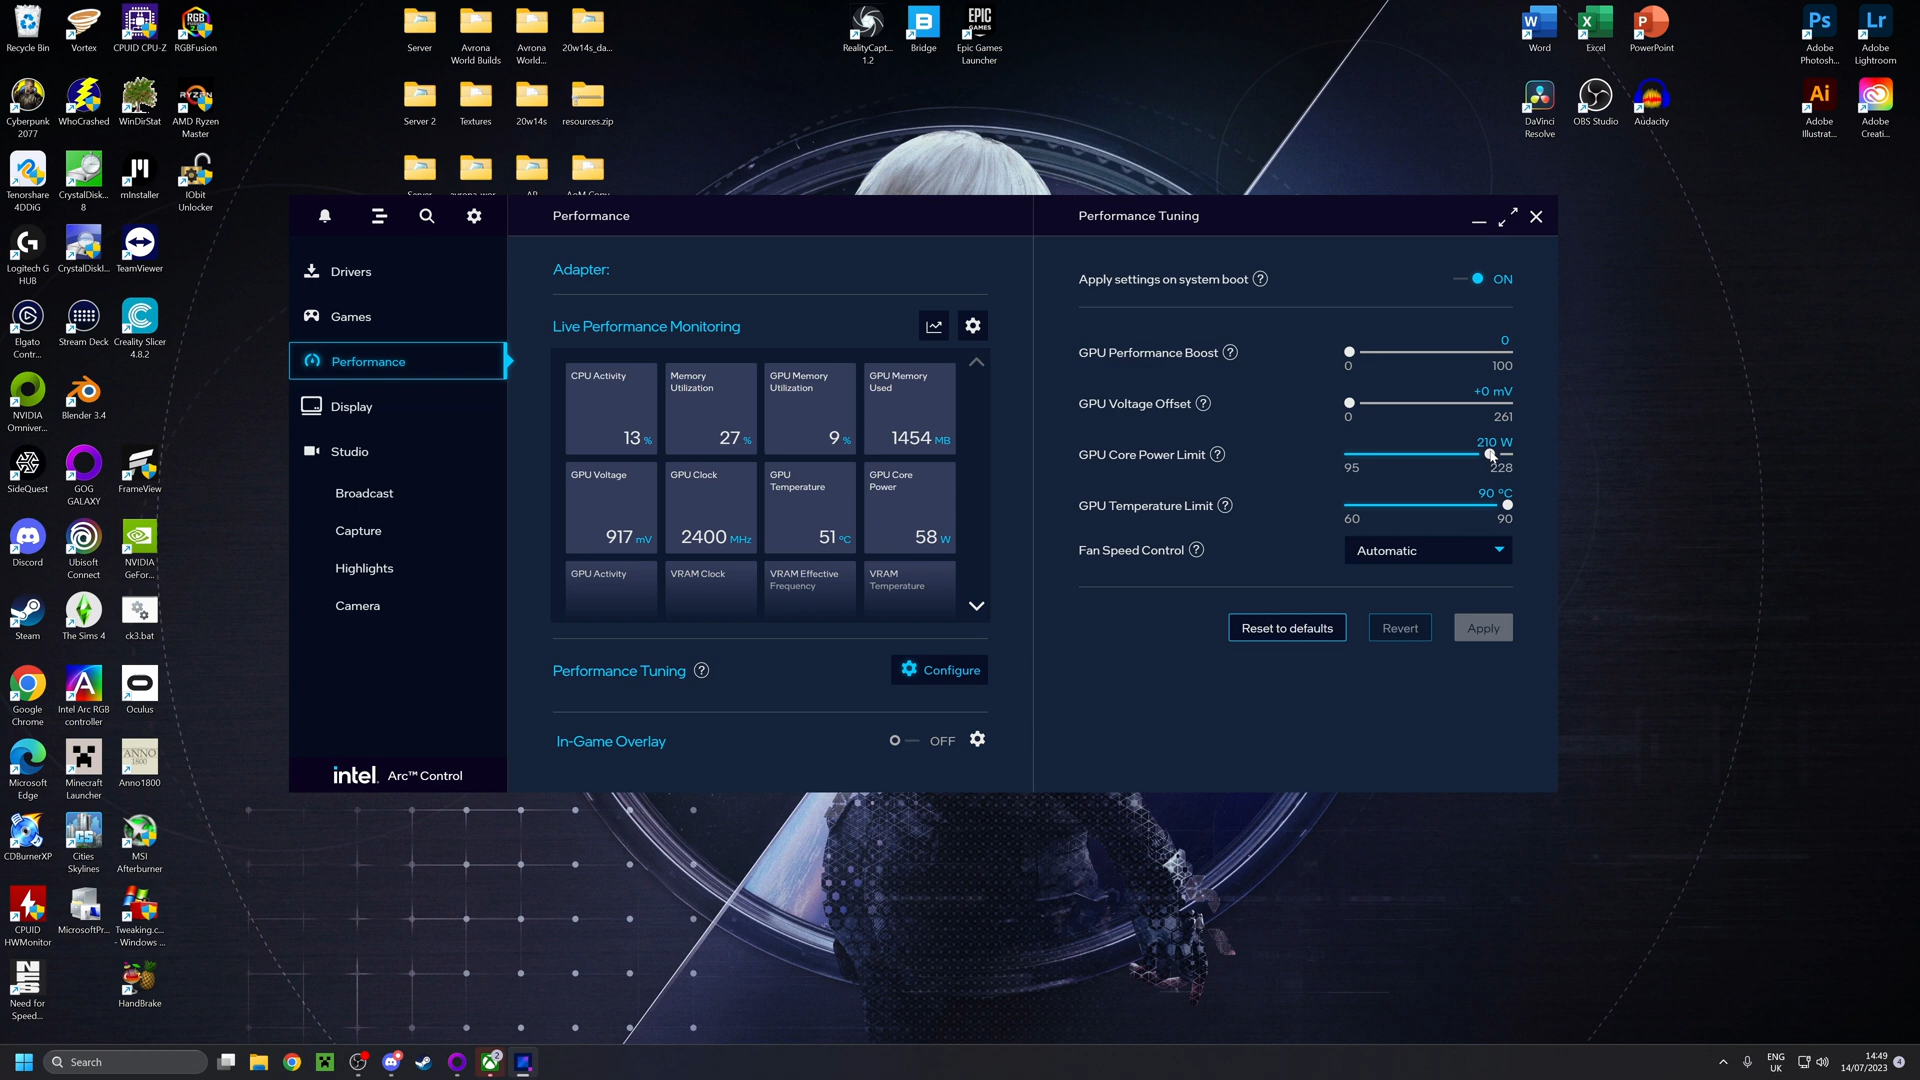 Recycle Bin
Vortex
CPUID CPU-Z
RGBFusion
Server
Avrona
World Builds
Avrona
World...
20w14s_da...
RealityCapt...
1.2
Bridge
Epic Games
Launcher
Word
Excel
PowerPoint
Adobe
Photosh...
Adobe
Lightroom
Cyberpunk
2077
WhoCrashed
WinDirStat
AMD Ryzen
Master
Server 2
Textures
20w14s
resources.zip
DaVinci
Resolve
OBS Studio
Audacity
Adobe
Illustrat...
Adobe
Creati...
Tenorshare
4DDiG
CrystalDisk...
8
mInstaller
IObit
Unlocker
Logitech G
HUB
CrystalDiskI...
TeamViewer
Elgato
Contr...
Stream Deck
Creality Slicer
4.8.2
NVIDIA
Omniver...
Blender 3.4
SideQuest
GOG
GALAXY
FrameView
Discord
Ubisoft
Connect
NVIDIA
GeFor...
Steam
The Sims 4
ck3.bat
Google
Chrome
Intel Arc RGB
controller
Oculus
Microsoft
Edge
Minecraft
Launcher
Anno1800
CDBurnerXP
Cities
Skylines
MSI
Afterburner
CPUID
HWMonitor
MicrosoftPr...
Tweaking.c...
- Windows ...
Need for
Speed...
HandBrake
Performance
Performance Tuning
Drivers
Games
Performance
Display
Studio
Broadcast
Capture
Highlights
Camera
intel. Arc™ Control
Adapter:
Live Performance Monitoring
CPU Activity
13 %
Memory
Utilization
27 %
GPU Memory
Utilization
9 %
GPU Memory
Used
1454 MB
GPU Voltage
917 mV
GPU Clock
2400 MHz
GPU
Temperature
51 °C
GPU Core
Power
58 W
GPU Activity
VRAM Clock
VRAM Effective
Frequency
VRAM
Temperature
Performance Tuning ?
Configure
In-Game Overlay
OFF
Apply settings on system boot ?
ON
GPU Performance Boost ?
0
0 100
GPU Voltage Offset ?
+0 mV
0 261
GPU Core Power Limit ?
210 W
95 228
GPU Temperature Limit ?
90 °C
60 90
Fan Speed Control ?
Automatic
Reset to defaults
Revert
Apply
Search
2
ENG
UK
14:49
14/07/2023
4